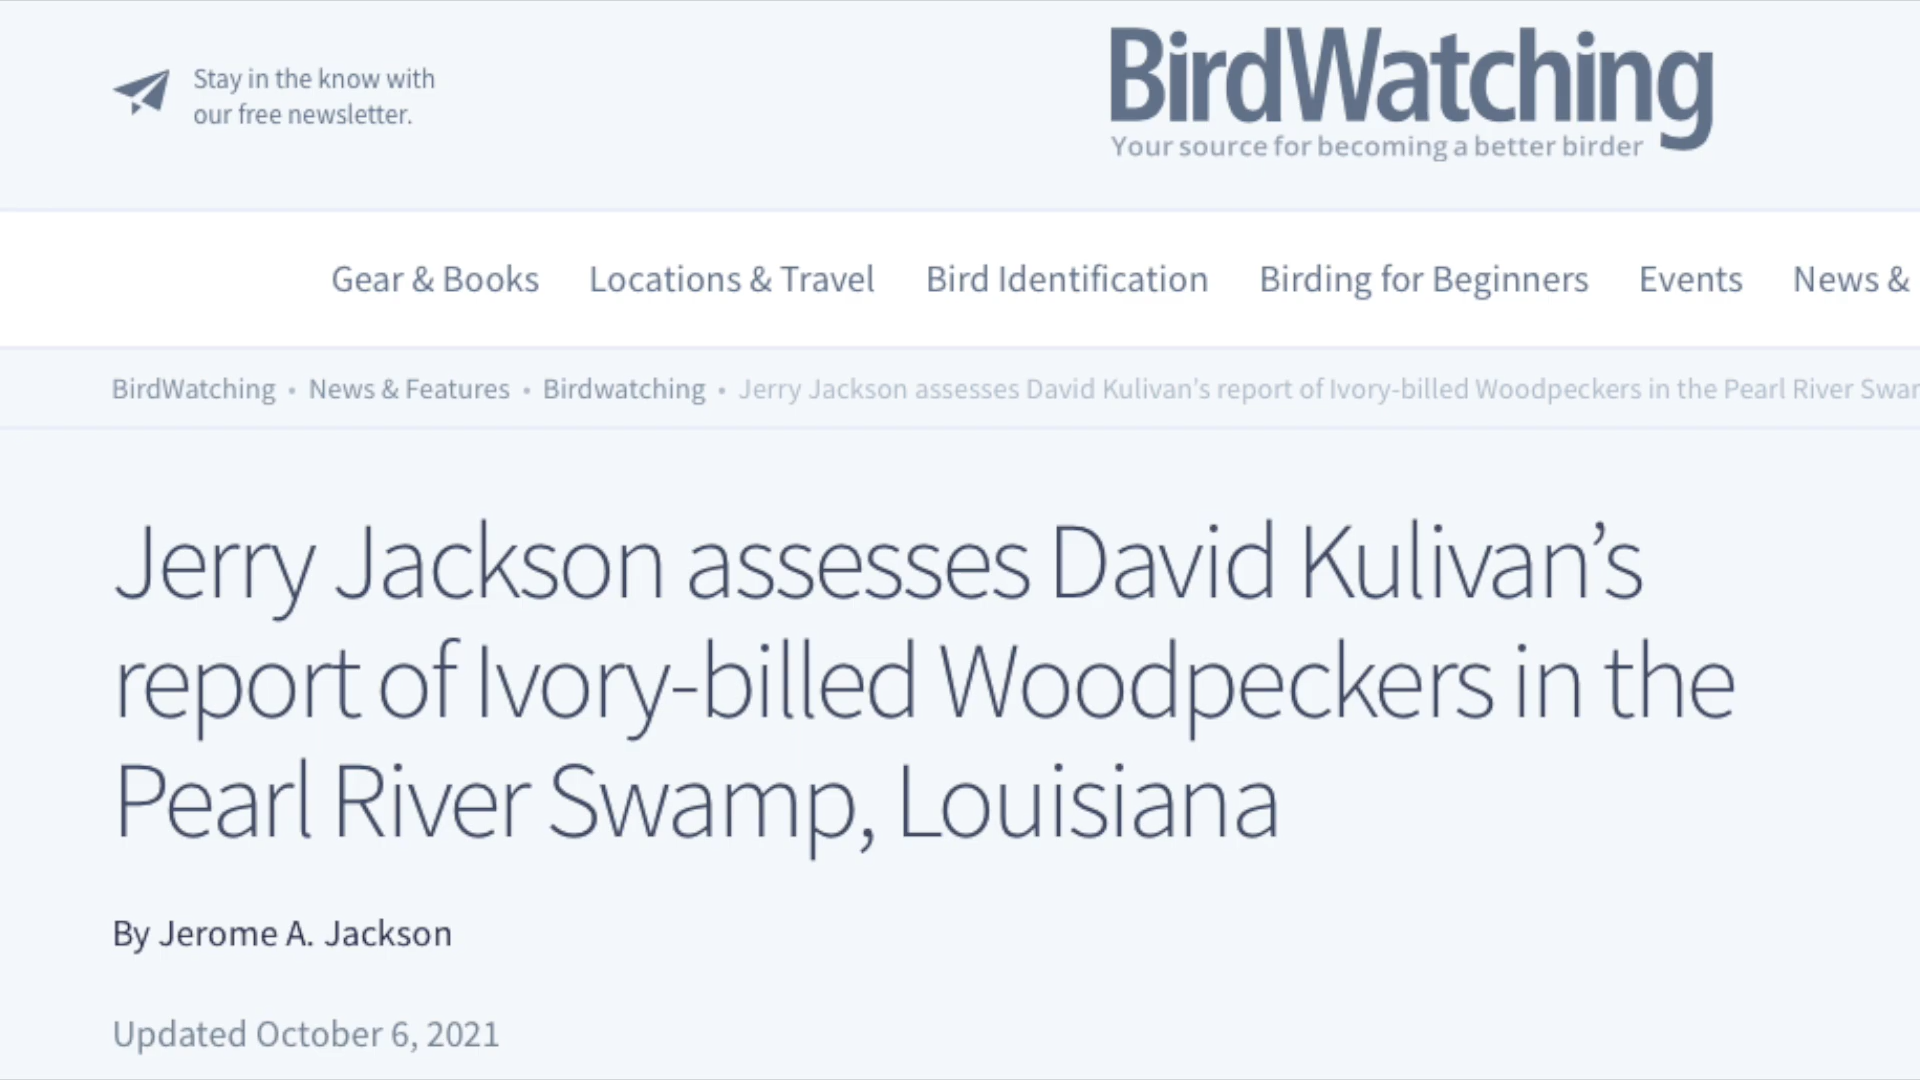 Stay in the know with
our free newsletter.
BirdWatching
Your source for becoming a better birder
Gear & Books Locations & Travel Bird Identification Birding for Beginners Events News &
BirdWatching • News & Features • Birdwatching • Jerry Jackson assesses David Kulivan’s report of Ivory-billed Woodpeckers in the Pearl River
Jerry Jackson assesses David Kulivan’s
report of Ivory-billed Woodpeckers in the
Pearl River Swamp, Louisiana
By Jerome A. Jackson
Updated October 6, 2021